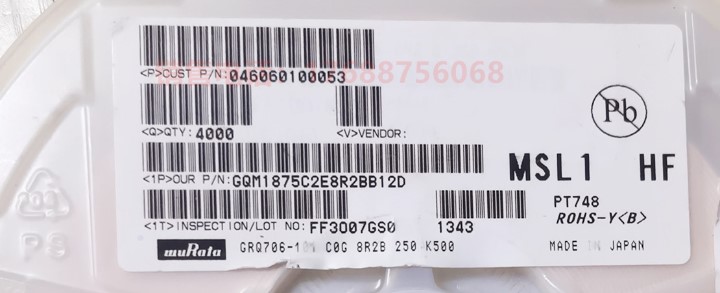 <P>CUST P/N:046060100053
<Q>QTY: 4000
<V>VENDOR:
<1P>OUR P/N:GQM1875C2E8R2BB12D
<1T>INSPECTION/LOT NO: FF3007GS0
1343
muRata
C0G 8R2B 250 K500
Pb
MSL1 HF
PT748
ROHS-Y<B>
MADE IN JAPAN
PS